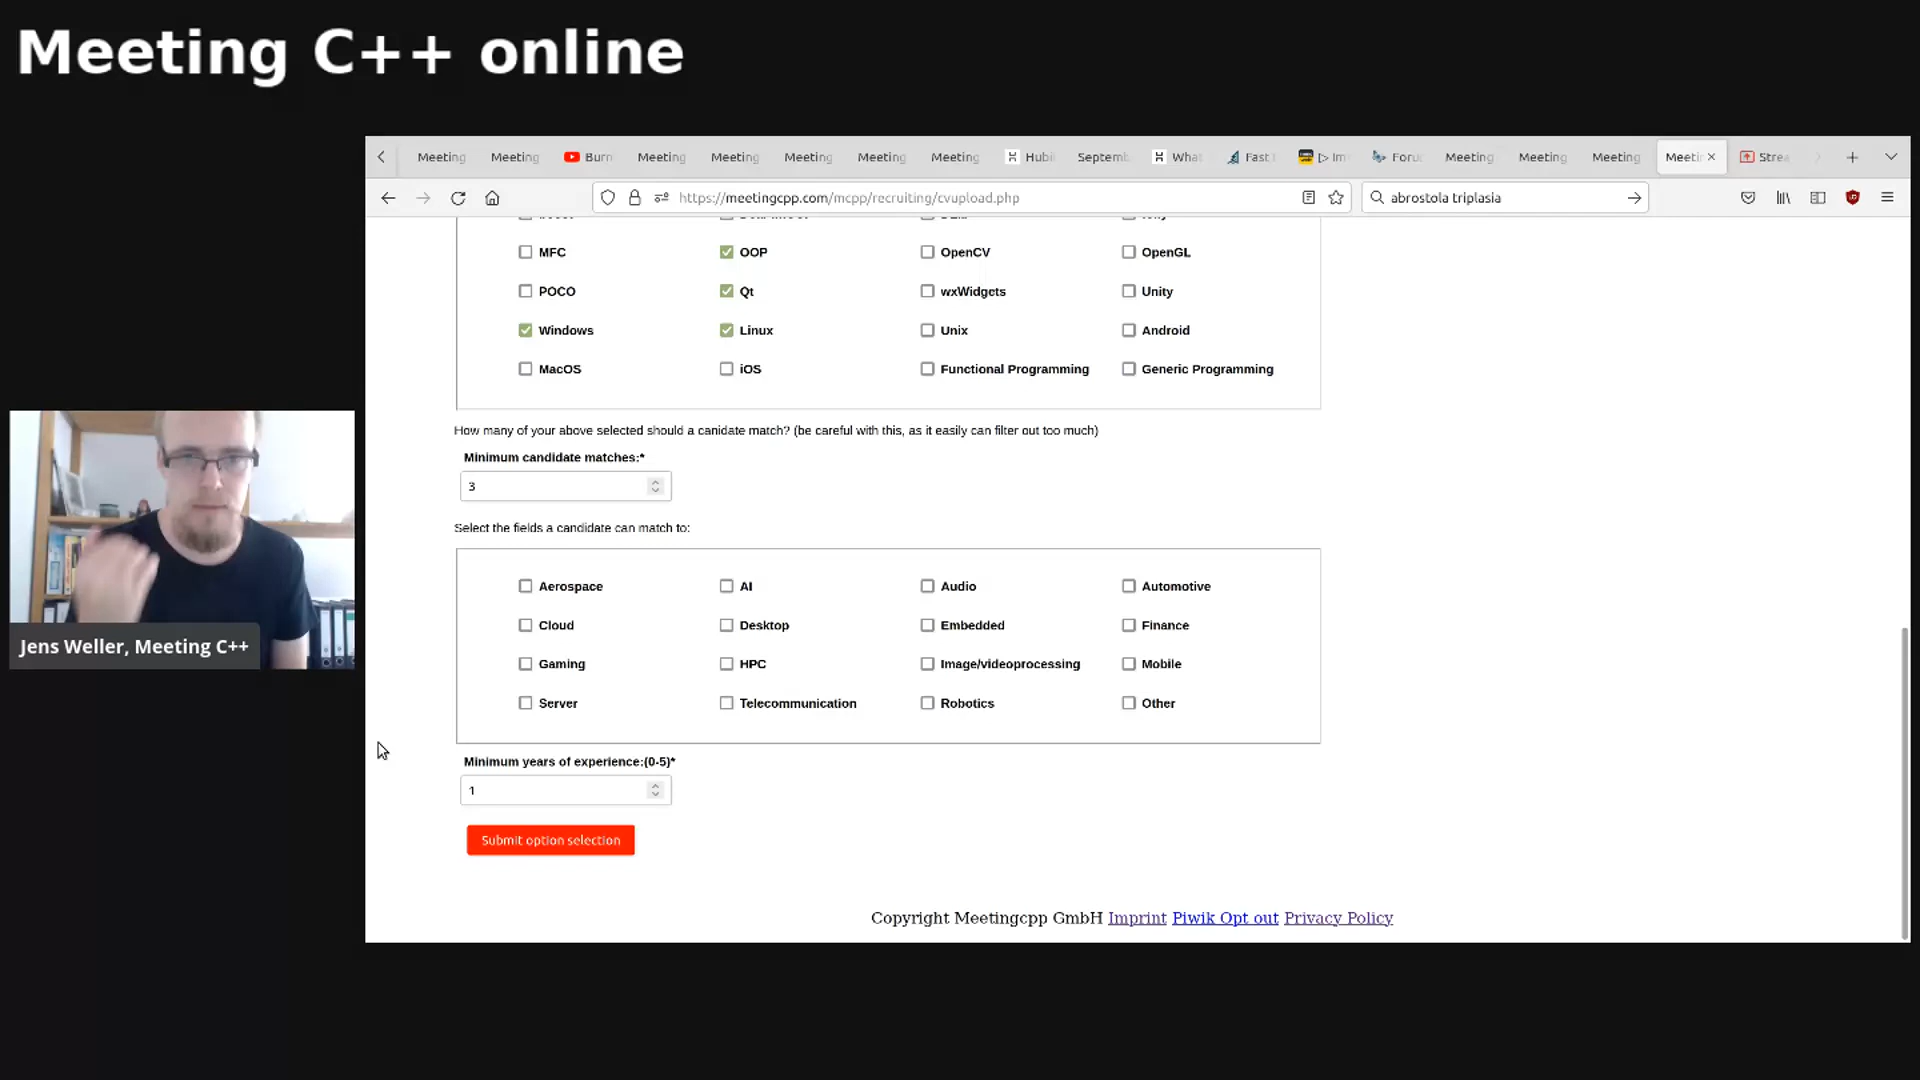 Meeting C++ online
Meeting Meeting Burn Meeting Meeting Meeting Meeting Meeting Hubi Septemb What Fast Im Foru Meeting Meeting Meeting Meetin Strea
https://meetingcpp.com/mcpp/recruiting/cvupload.php abrostola triplasia
MFC OOP OpenCV OpenGL
POCO Qt wxWidgets Unity
Windows Linux Unix Android
MacOS iOS Functional Programming Generic Programming
How many of your above selected should a canidate match? (be careful with this, as it easily can filter out too much)
Minimum candidate matches:*
3
Select the fields a candidate can match to:
Aerospace AI Audio Automotive
Cloud Desktop Embedded Finance
Gaming HPC Image/videoprocessing Mobile
Server Telecommunication Robotics Other
Minimum years of experience:(0-5)*
1
Submit option selection
Copyright Meetingcpp GmbH Imprint Piwik Opt out Privacy Policy
Jens Weller, Meeting C++